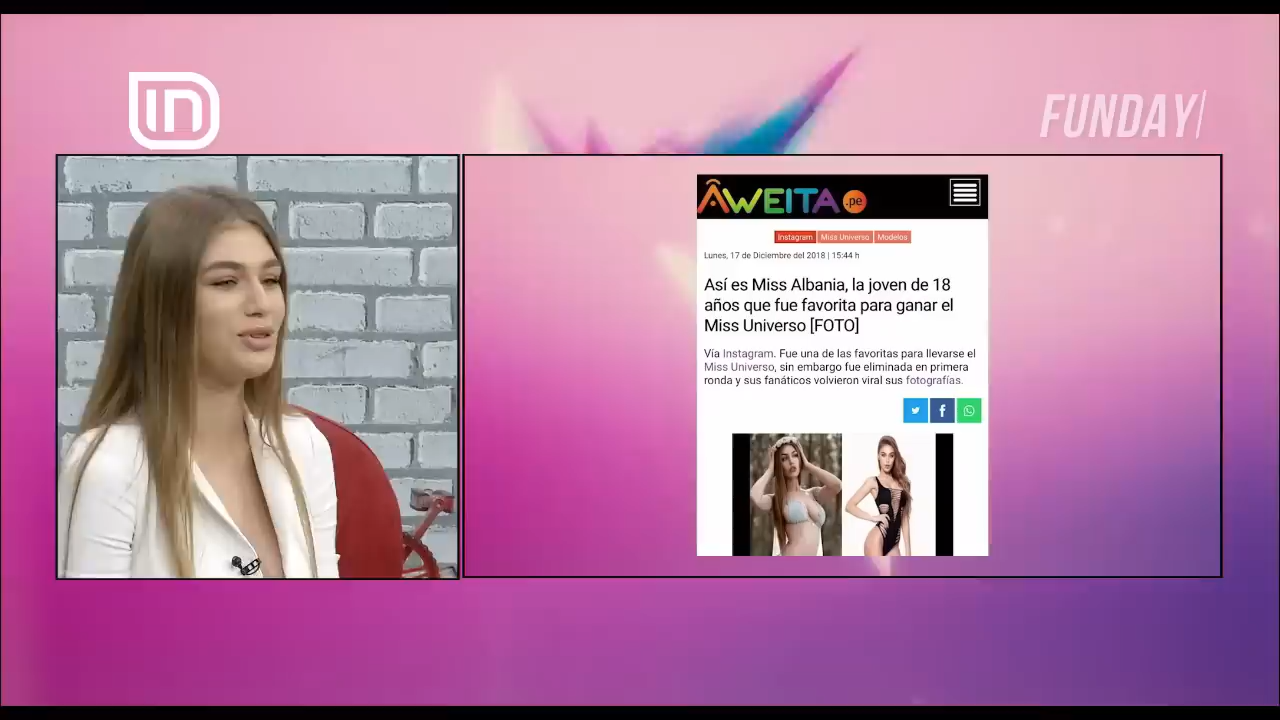 IN
FUNDAY
AWEITA.pe
Instagram Miss Universo Modelos
Lunes, 17 de Diciembre del 2018 | 15:44 h
Así es Miss Albania, la joven de 18
años que fue favorita para ganar el
Miss Universo [FOTO]
Vía Instagram. Fue una de las favoritas para llevarse el
Miss Universo, sin embargo fue eliminada en primera
ronda y sus fanáticos volvieron viral sus fotografías.